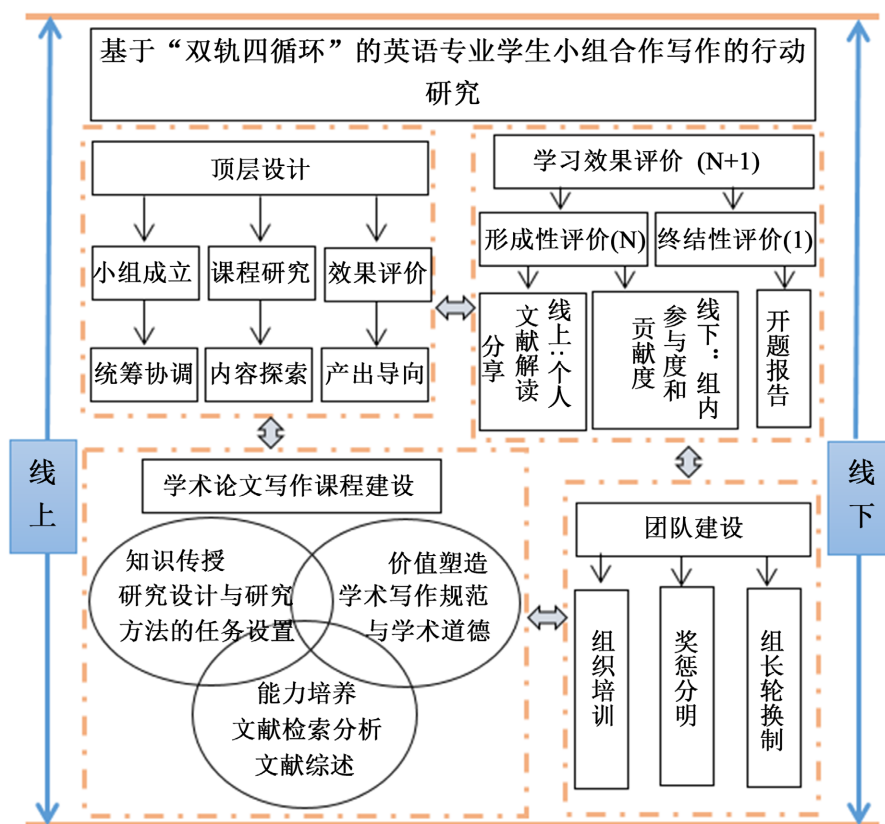 基于“双轨四循环”的英语专业学生小组合作写作的行动
研究
顶层设计
小组成立
课程研究
效果评价
统筹协调
内容探索
产出导向
学习效果评价 (N+1)
形成性评价(N)
终结性评价(1)
线上:个人
文献解读
分享
线下：组内
参与度和
贡献度
开题报告
线
上
线
下
学术论文写作课程建设
知识传授
研究设计与研究
方法的任务设置
价值塑造
学术写作规范
与学术道德
能力培养
文献检索分析
文献综述
团队建设
组织培训
奖惩分明
组长轮换制